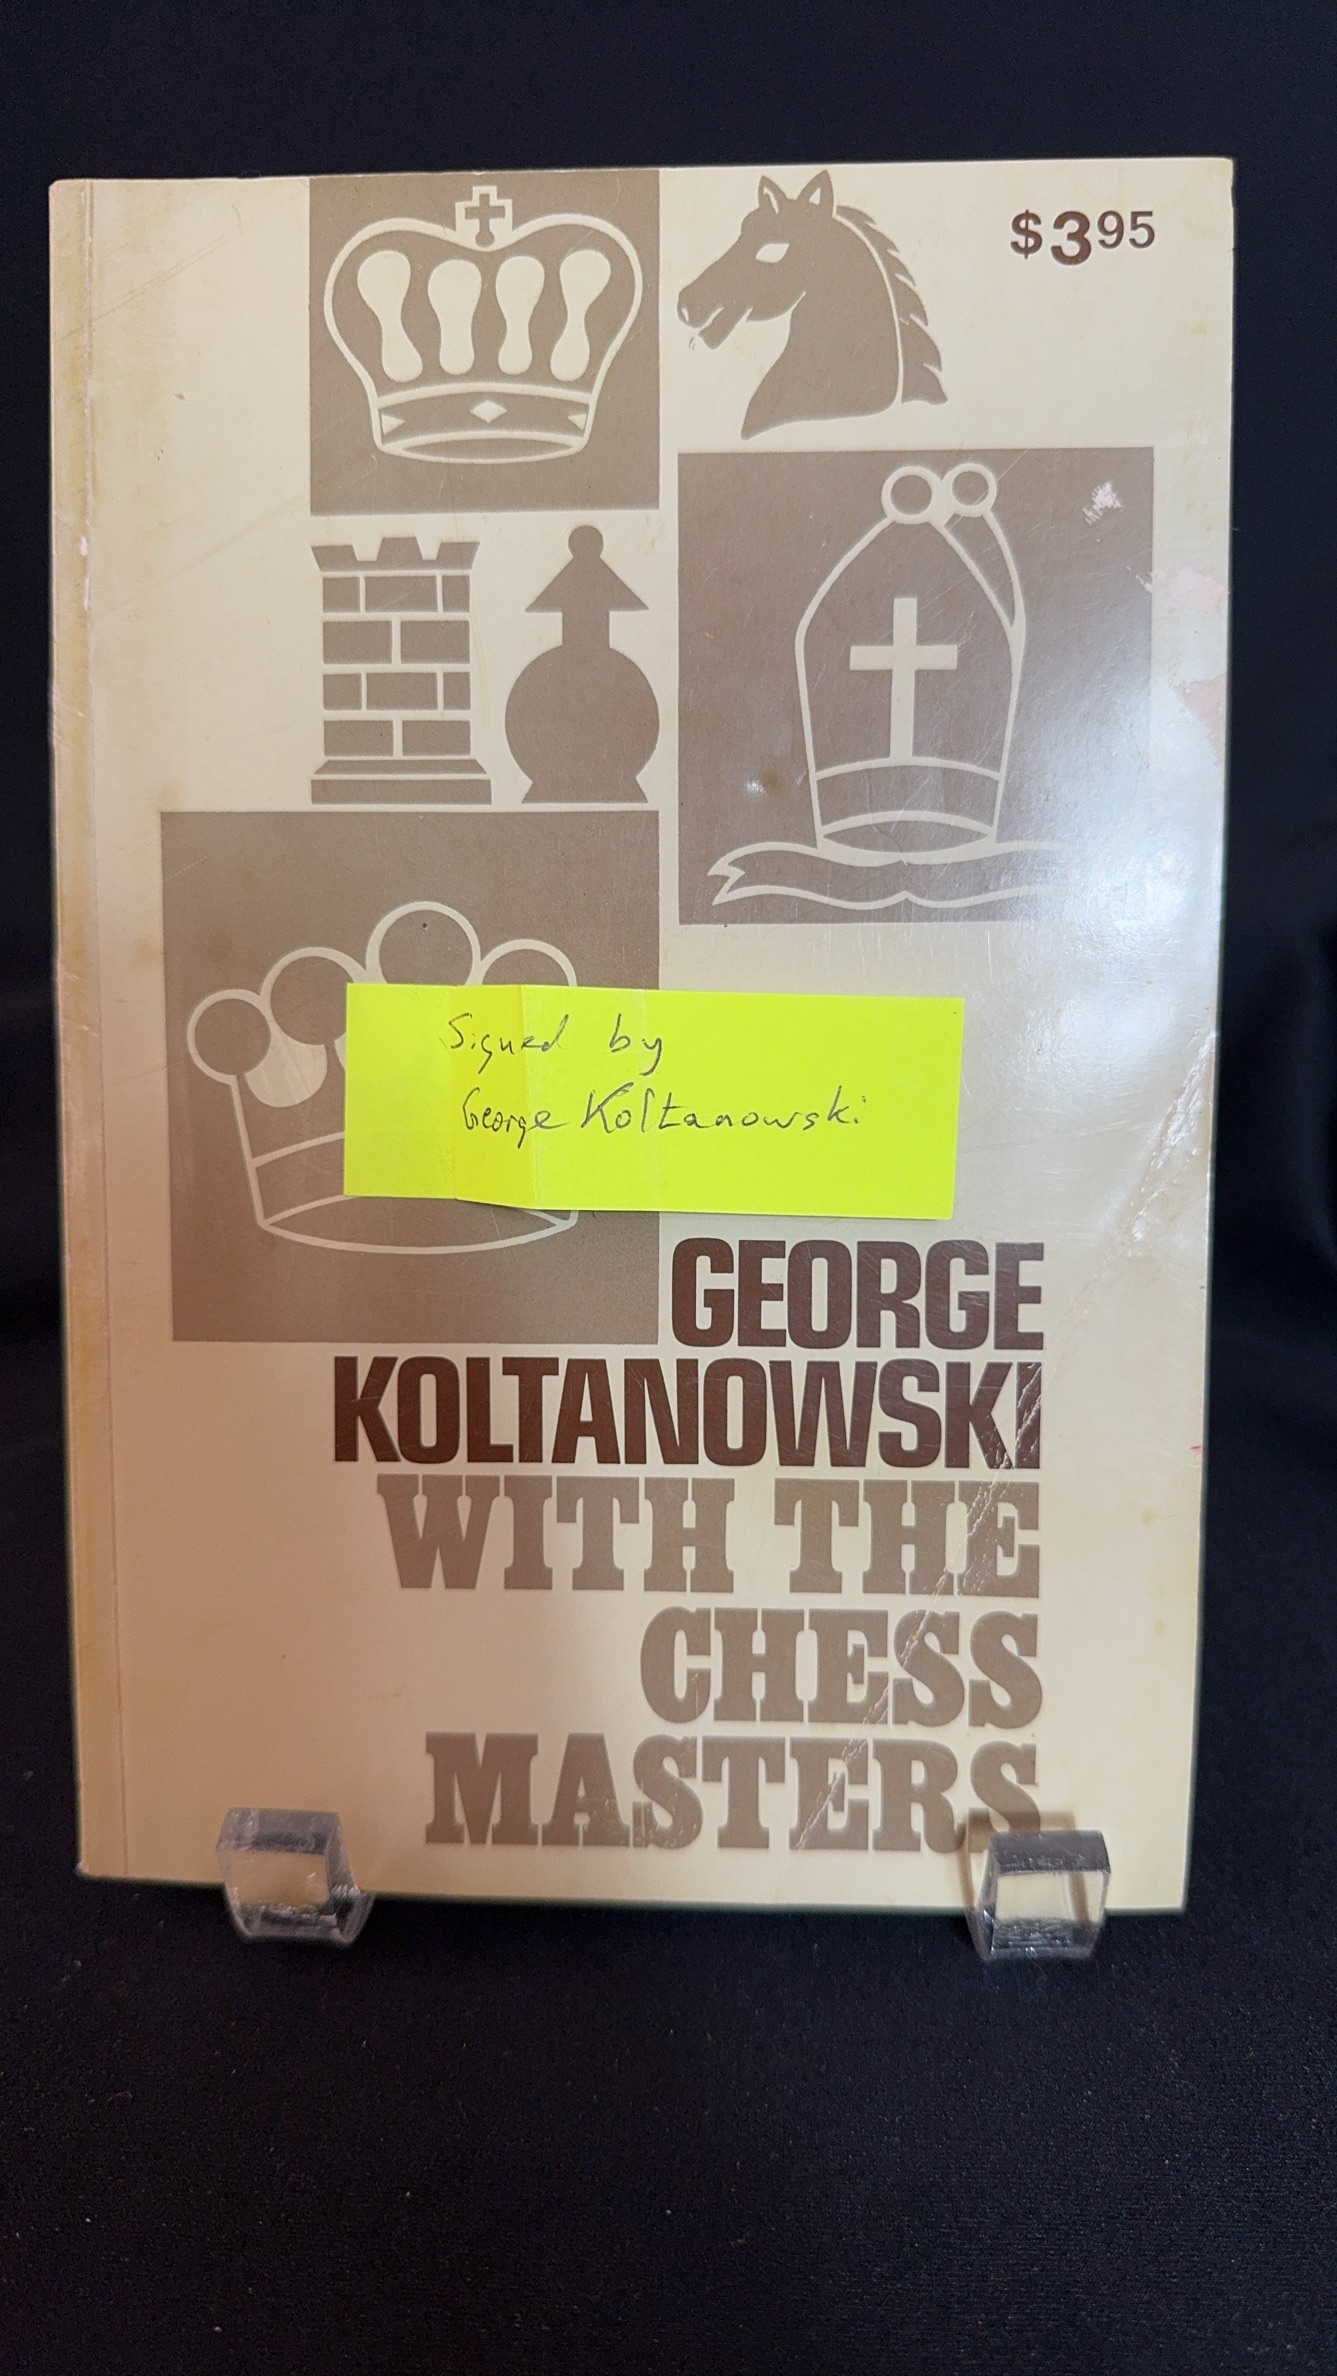 $3.95
Signed by
George Koltanowski
GEORGE
KOLTANOWSKI
WITH THE
CHESS
MASTERS